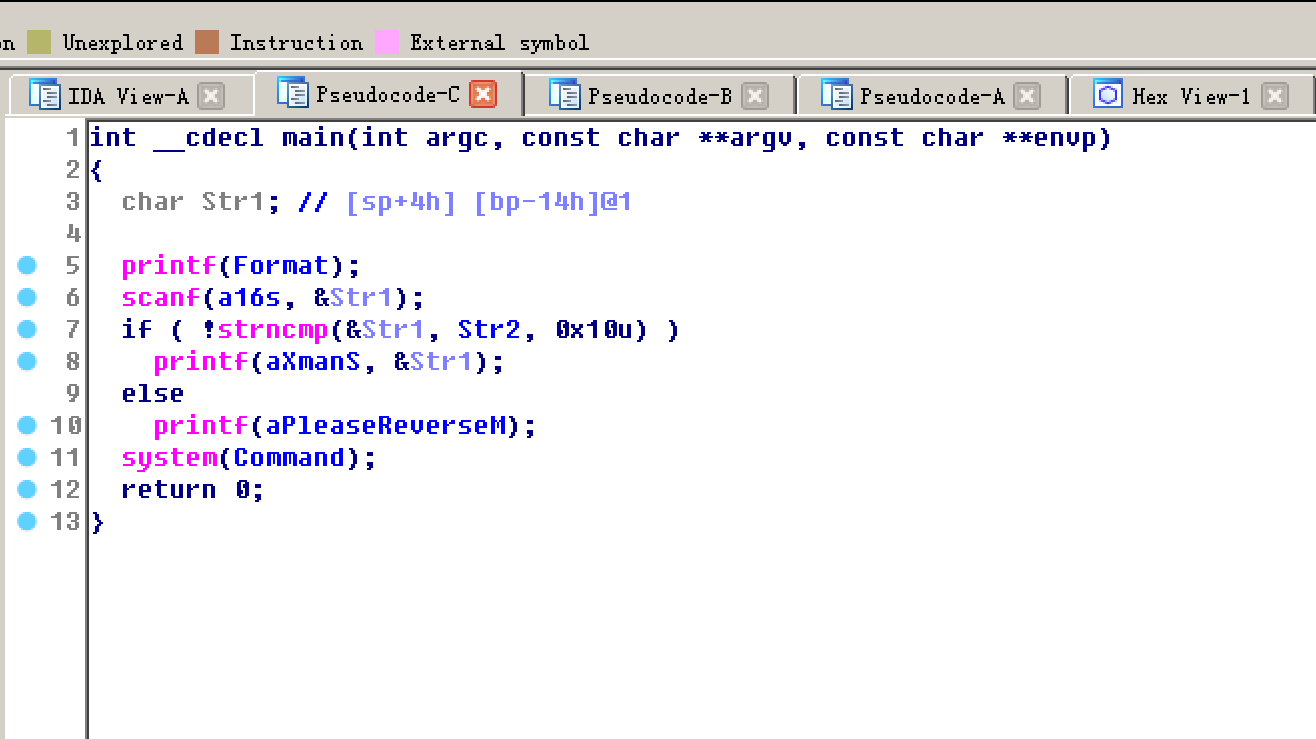 n Unexplored Instruction External symbol
IDA View-A Pseudocode-C Pseudocode-B Pseudocode-A Hex View-1
1 int __cdecl main(int argc, const char **argv, const char **envp)
2 {
3   char Str1; // [sp+4h] [bp-14h]@1
4
5   printf(Format);
6   scanf(a16s, &Str1);
7   if ( !strncmp(&Str1, Str2, 0x10u) )
8     printf(aXmanS, &Str1);
9   else
10     printf(aPleaseReverseM);
11   system(Command);
12   return 0;
13 }